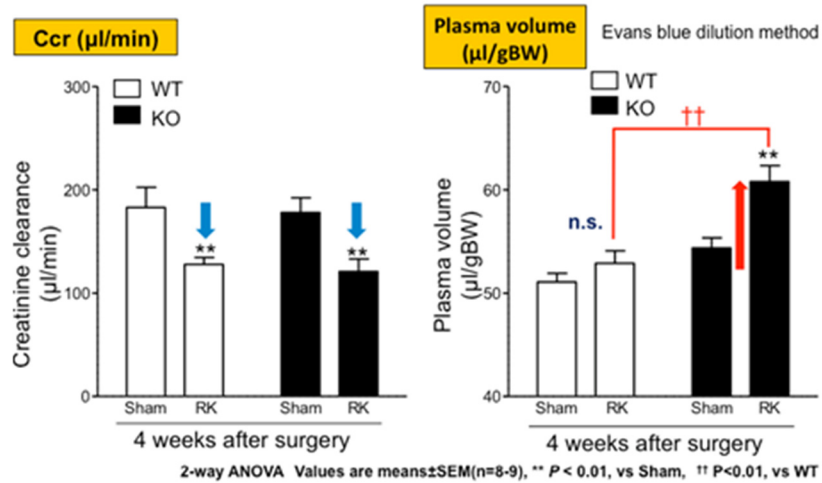 Ccr (µl/min)
WT
KO
Creatinine clearance
(µl/min)
300
200
100
0
**
**
Sham
RK
Sham
RK
4 weeks after surgery
Plasma volume
(µl/gBW)
Evans blue dilution method
WT
KO
Plasma volume
(µl/gBW)
70
60
50
40
††
**
n.s.
Sham
RK
Sham
RK
4 weeks after surgery
2-way ANOVA Values are means±SEM(n=8-9), ** P < 0.01, vs Sham, †† P<0.01, vs WT